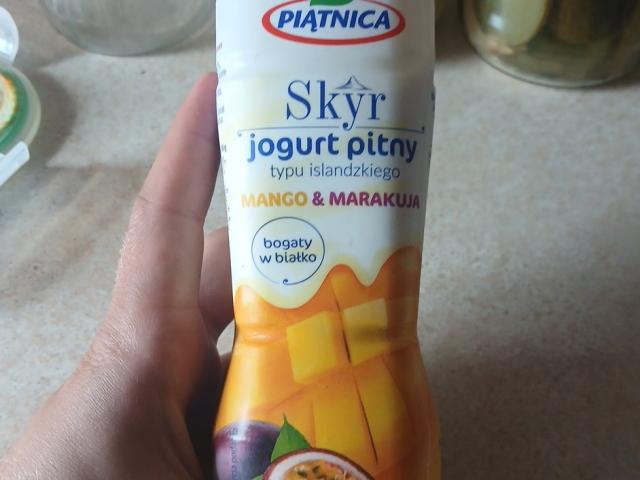 PIĄTNICA
Skyr
jogurt pitny
typu islandzkiego
MANGO & MARAKUJA
bogaty
w białko